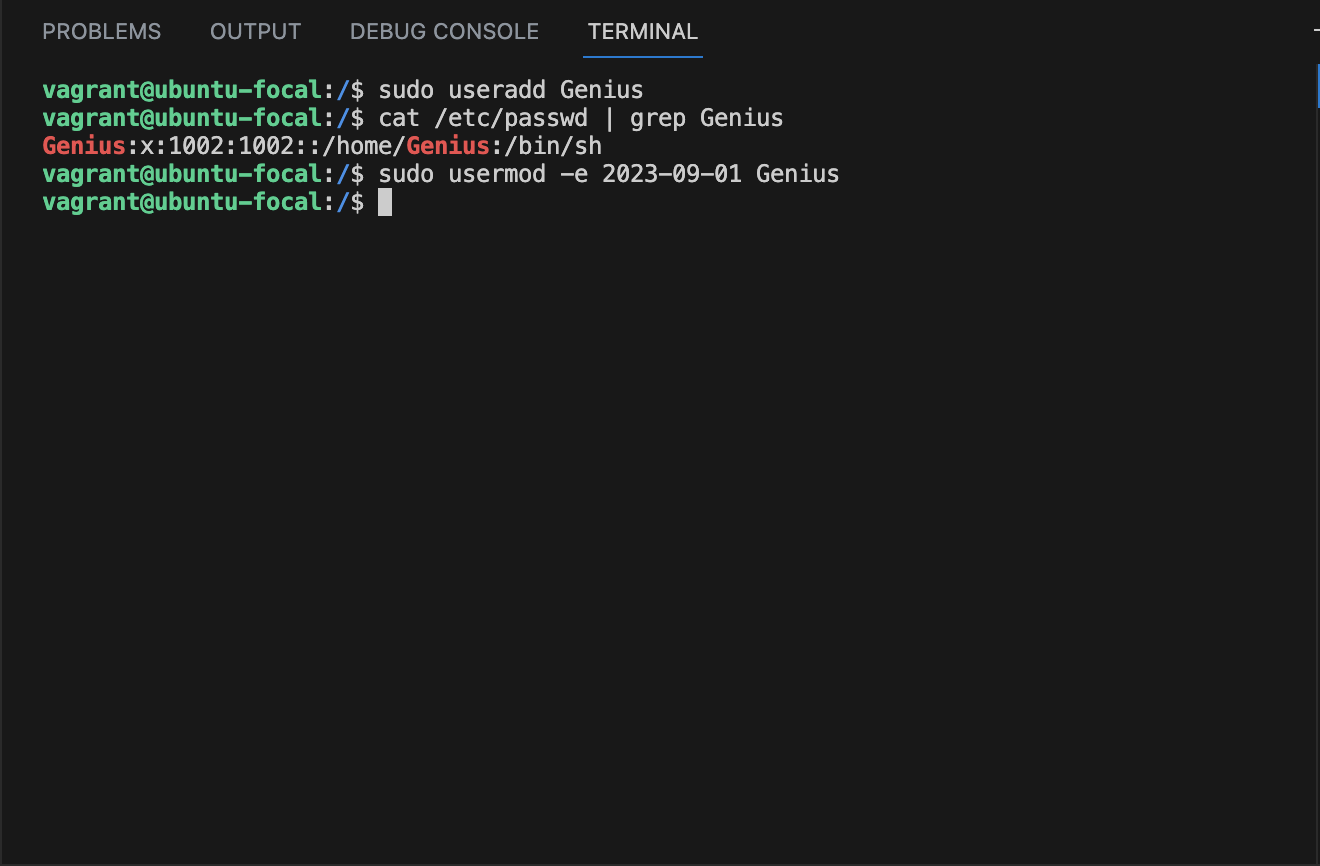 PROBLEMS OUTPUT DEBUG CONSOLE TERMINAL
vagrant@ubuntu-focal:/$ sudo useradd Genius
vagrant@ubuntu-focal:/$ cat /etc/passwd | grep Genius
Genius:x:1002:1002::/home/Genius:/bin/sh
vagrant@ubuntu-focal:/$ sudo usermod -e 2023-09-01 Genius
vagrant@ubuntu-focal:/$